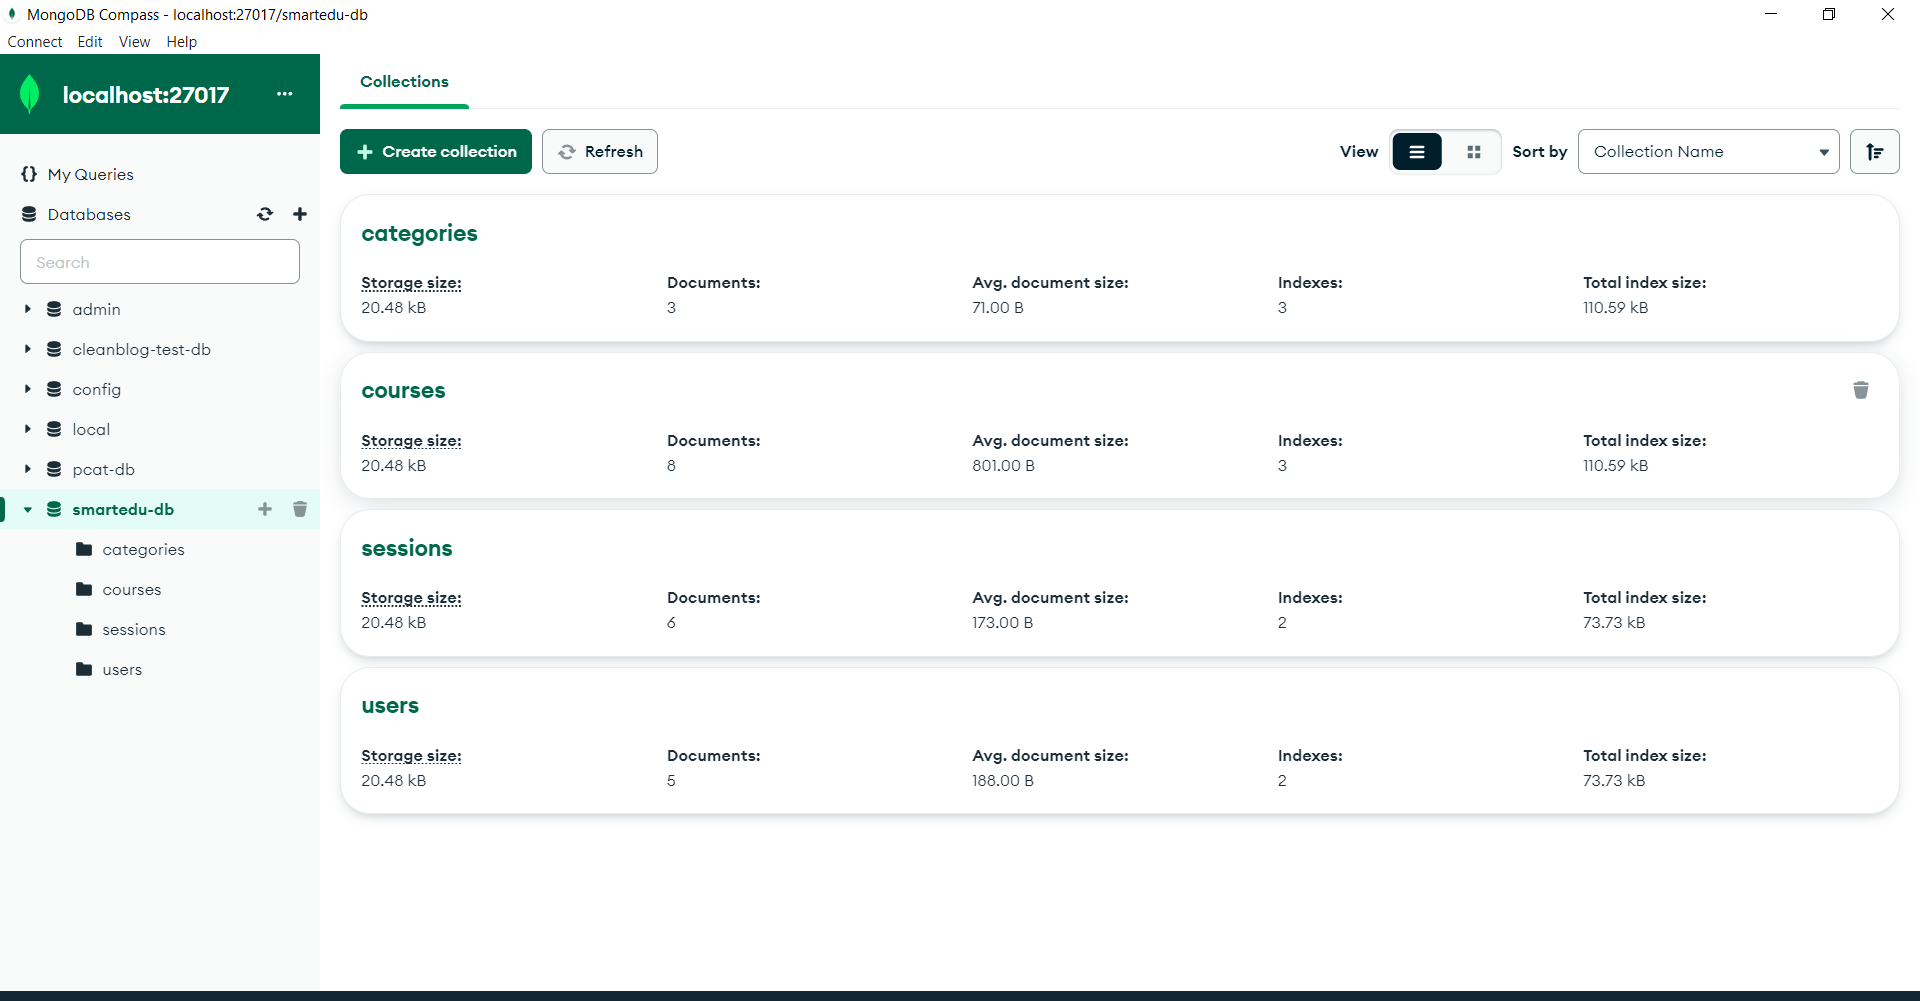 MongoDB Compass - localhost:27017/smartedu-db
Connect Edit View Help
localhost:27017 ...
My Queries
Databases
Search
admin
cleanblog-test-db
config
local
pcat-db
smartedu-db
categories
courses
sessions
users
Collections
Create collection Refresh View Sort by Collection Name
categories
Storage size: Documents: Avg. document size: Indexes: Total index size:
20.48 kB 3 71.00 B 3 110.59 kB
courses
Storage size: Documents: Avg. document size: Indexes: Total index size:
20.48 kB 8 801.00 B 3 110.59 kB
sessions
Storage size: Documents: Avg. document size: Indexes: Total index size:
20.48 kB 6 173.00 B 2 73.73 kB
users
Storage size: Documents: Avg. document size: Indexes: Total index size:
20.48 kB 5 188.00 B 2 73.73 kB